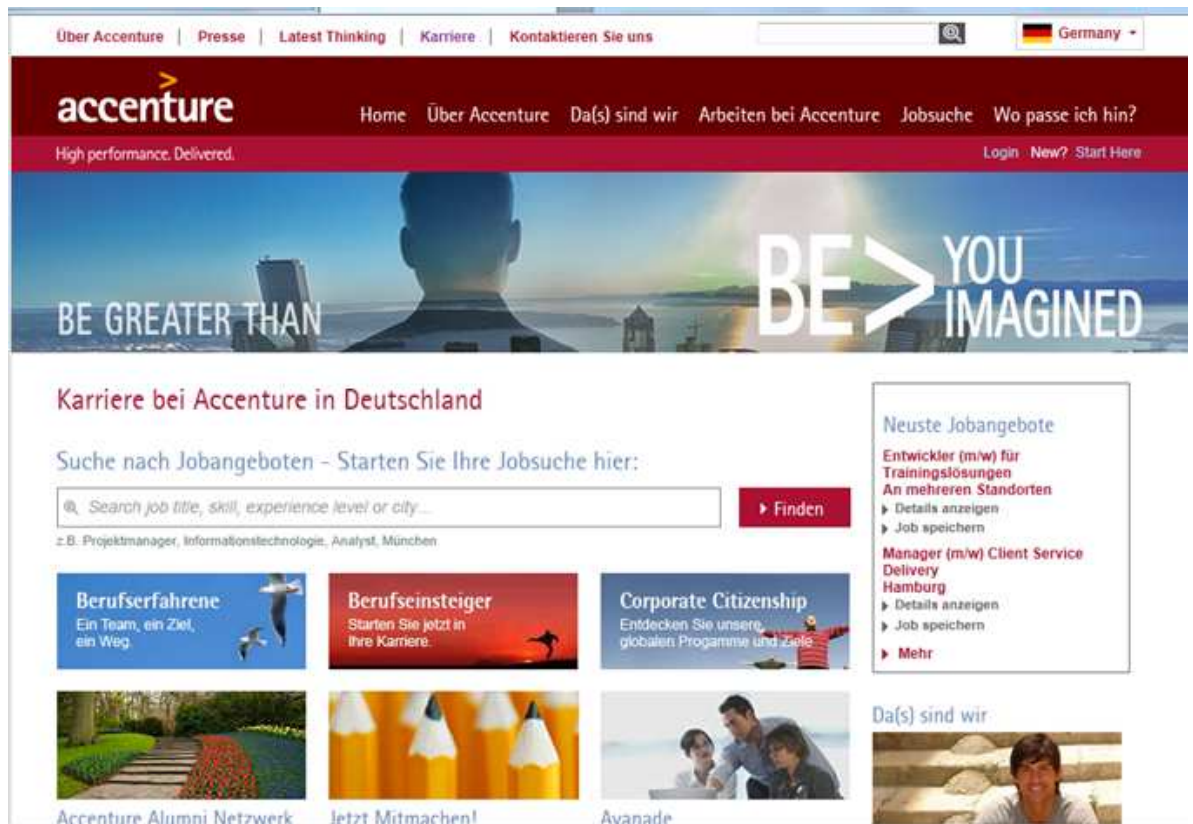 Über Accenture | Presse | Latest Thinking | Karriere | Kontaktieren Sie uns
Germany
accenture
Home Über Accenture Da(s) sind wir Arbeiten bei Accenture Jobsuche Wo passe ich hin?
High performance. Delivered.
Login New? Start Here
BE GREATER THAN
BE> YOU
IMAGINED
Karriere bei Accenture in Deutschland
Suche nach Jobangeboten - Starten Sie Ihre Jobsuche hier:
Search job title, skill, experience level or city...
Finden
z.B. Projektmanager, Informationstechnologie, Analyst, München
Berufserfahrene
Ein Team, ein Ziel,
ein Weg.
Berufseinsteiger
Starten Sie jetzt in
Ihre Karriere.
Corporate Citizenship
Entdecken Sie unsere
globalen Progamme und Ziele
Accenture Alumni Netzwerk
Jetzt Mitmachen!
Avanade
Neuste Jobangebote
Entwickler (m/w) für
Trainingslösungen
An mehreren Standorten
Details anzeigen
Job speichern
Manager (m/w) Client Service
Delivery
Hamburg
Details anzeigen
Job speichern
Mehr
Da(s) sind wir